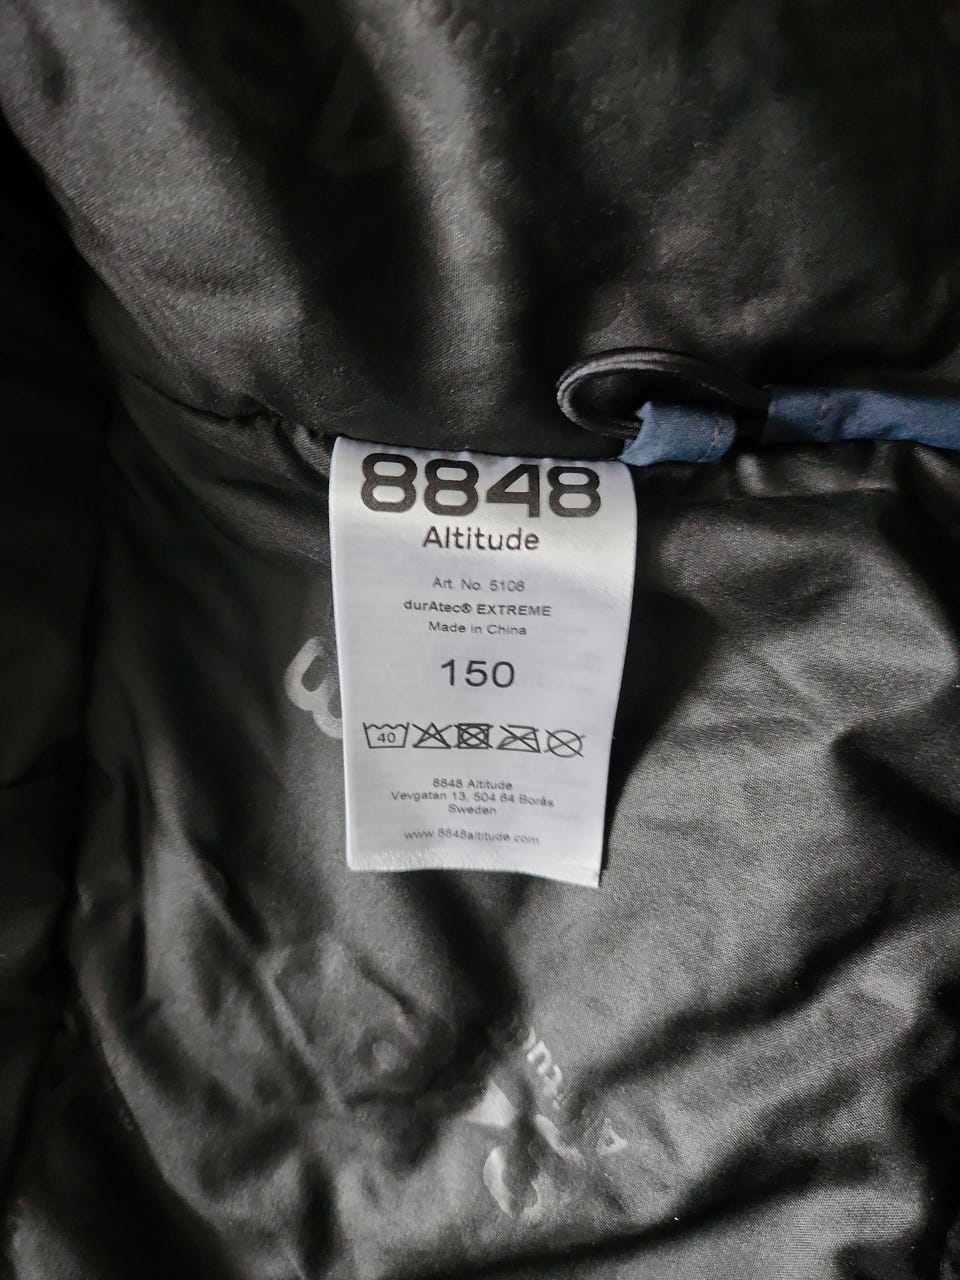 8848
Altitude
Art. No. 5108
durAtec® EXTREME
Made in China
150
40
8848 Altitude
Vevgatan 13, 504 64 Borås
Sweden
www.8848altitude.com